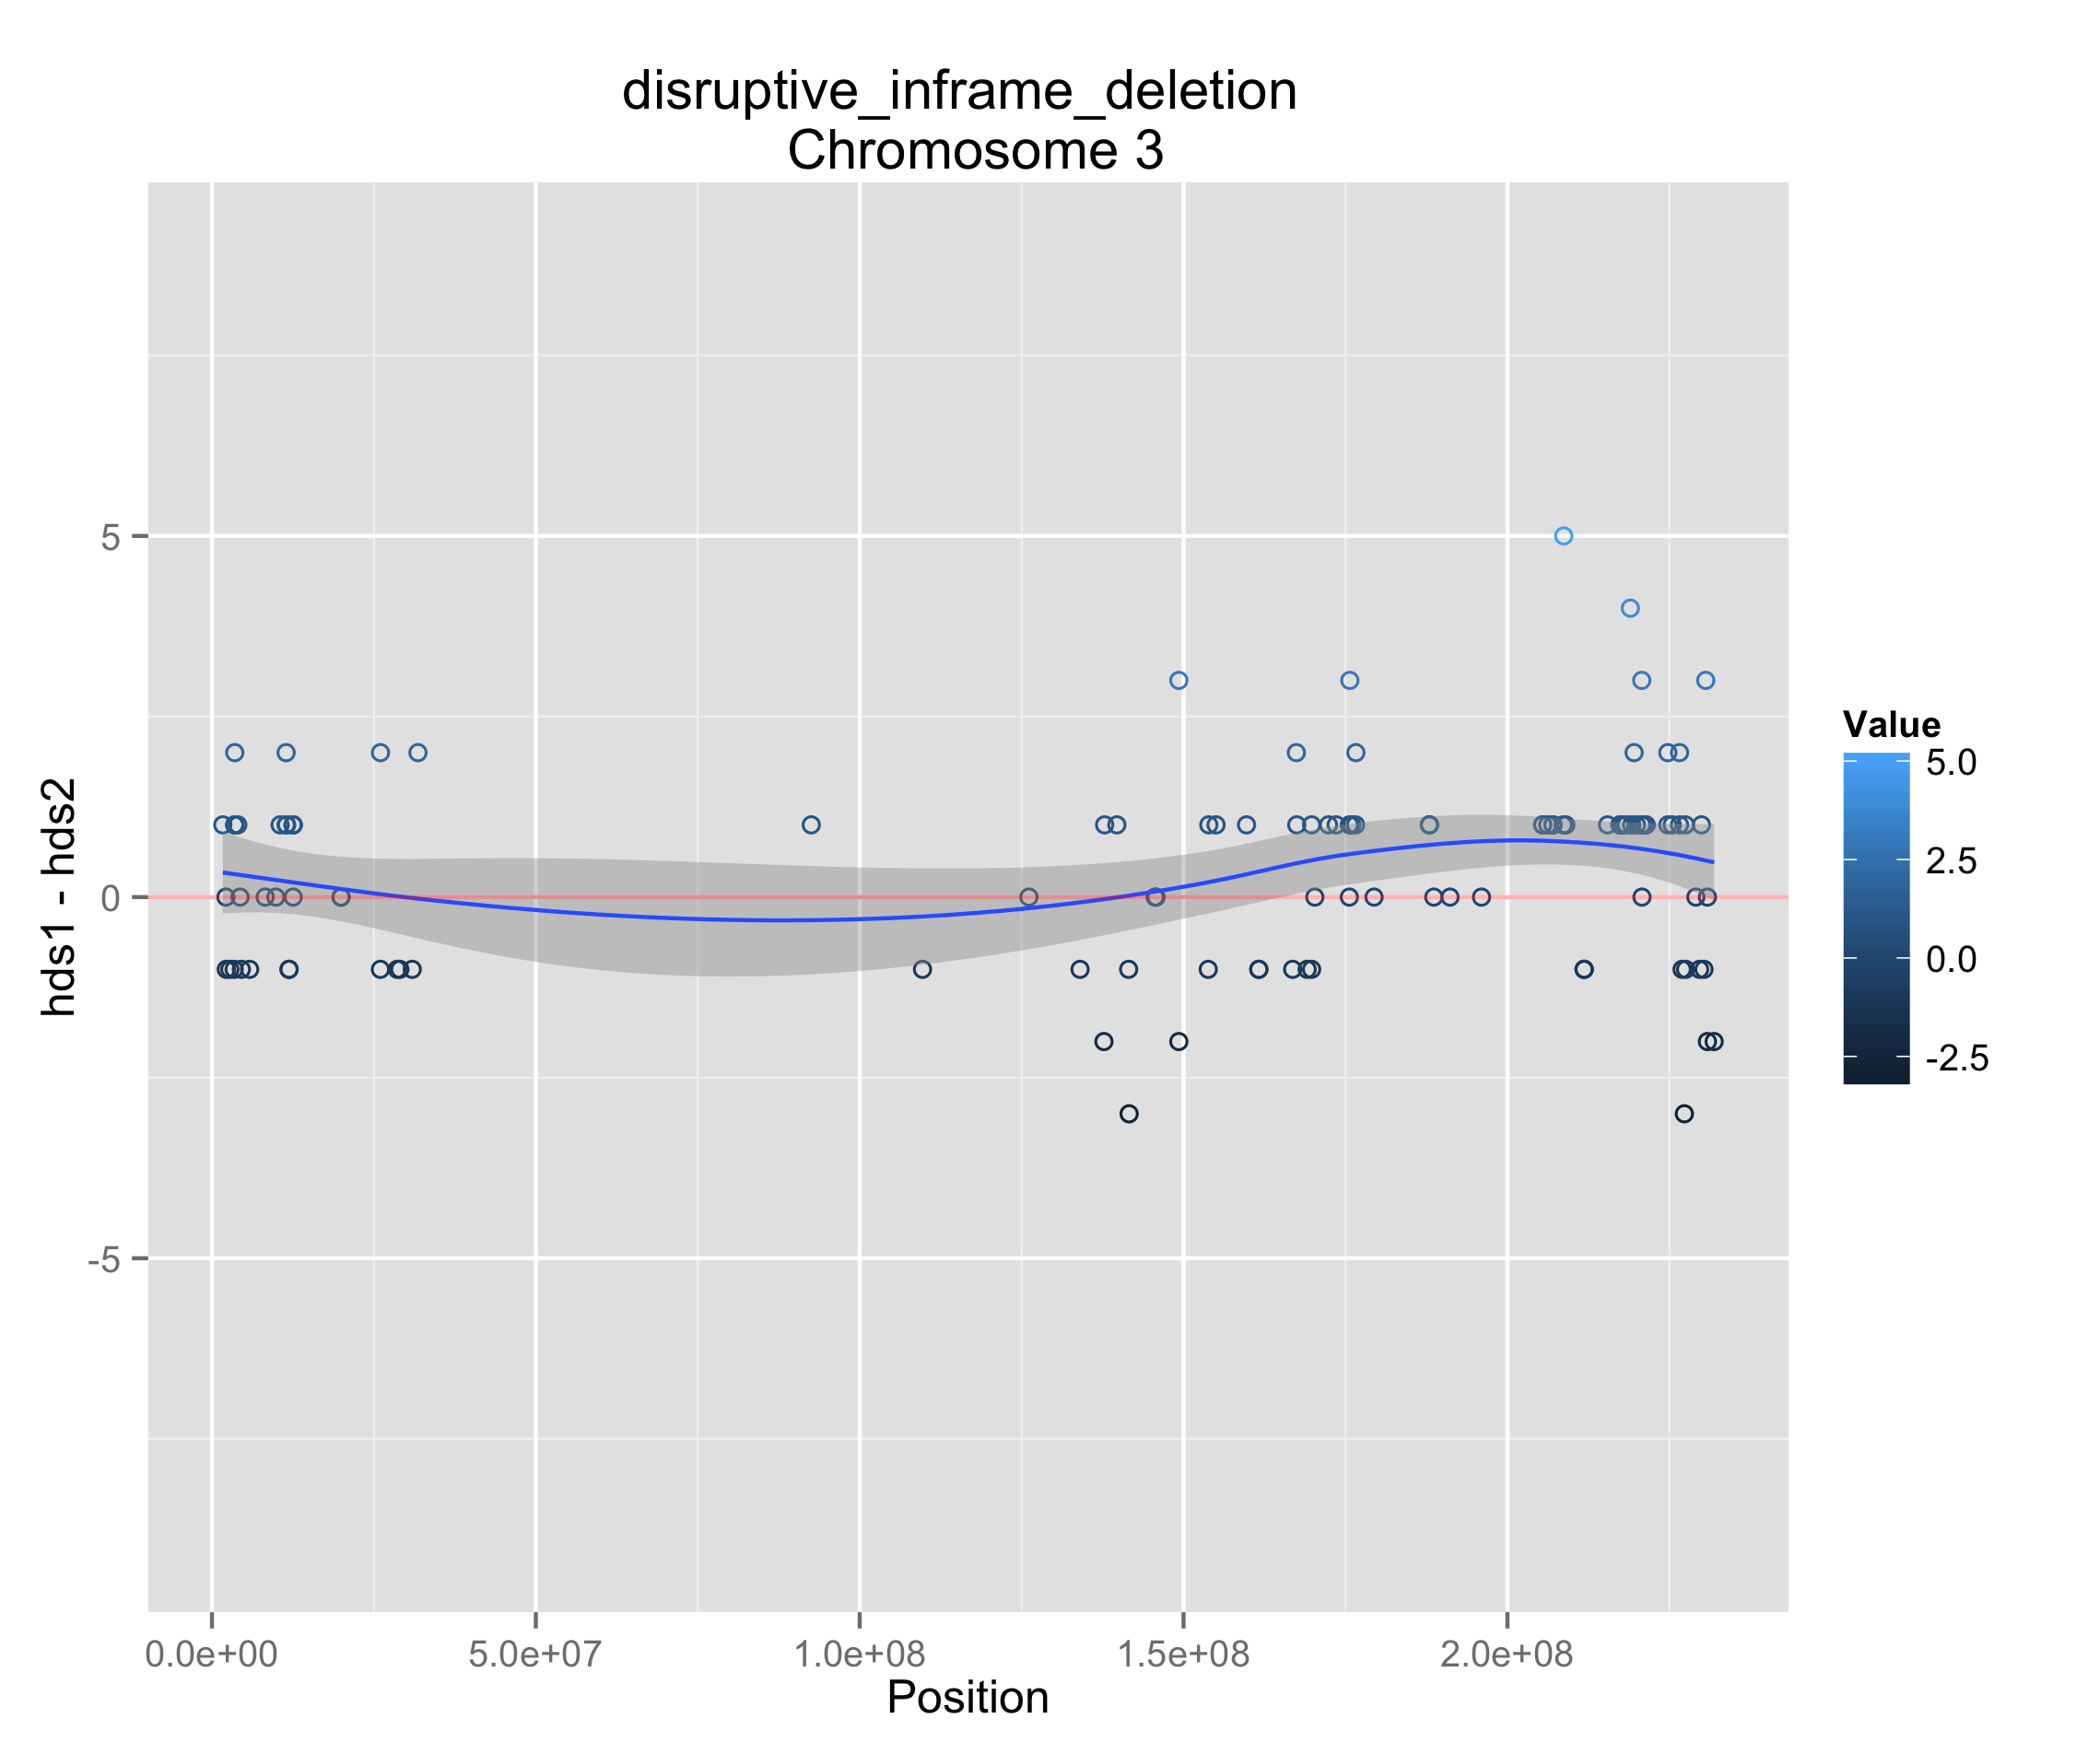 disruptive_inframe_deletion
Chromosome 3
hds1 - hds2
5
0
-5
0.0e+00
5.0e+07
1.0e+08
1.5e+08
2.0e+08
Position
Value
5.0
2.5
0.0
-2.5